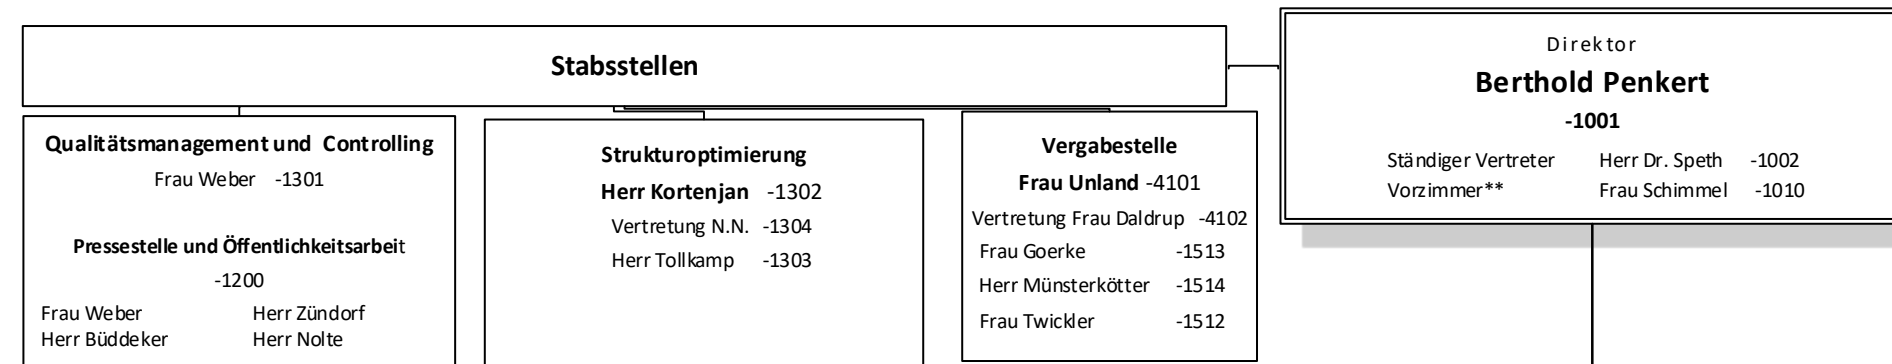 Stabsstellen
Direktor
Berthold Penkert
-1001
Ständiger Vertreter Herr Dr. Speth -1002
Vorzimmer** Frau Schimmel -1010
Qualitätsmanagement und Controlling
Frau Weber -1301
Pressestelle und Öffentlichkeitsarbeit
-1200
Frau Weber Herr Zündorf
Herr Büddeker Herr Nolte
Strukturoptimierung
Herr Kortenjan -1302
Vertretung N.N. -1304
Herr Tollkamp -1303
Vergabestelle
Frau Unland -4101
Vertretung Frau Daldrup -4102
Frau Goerke -1513
Herr Münsterkötter -1514
Frau Twickler -1512